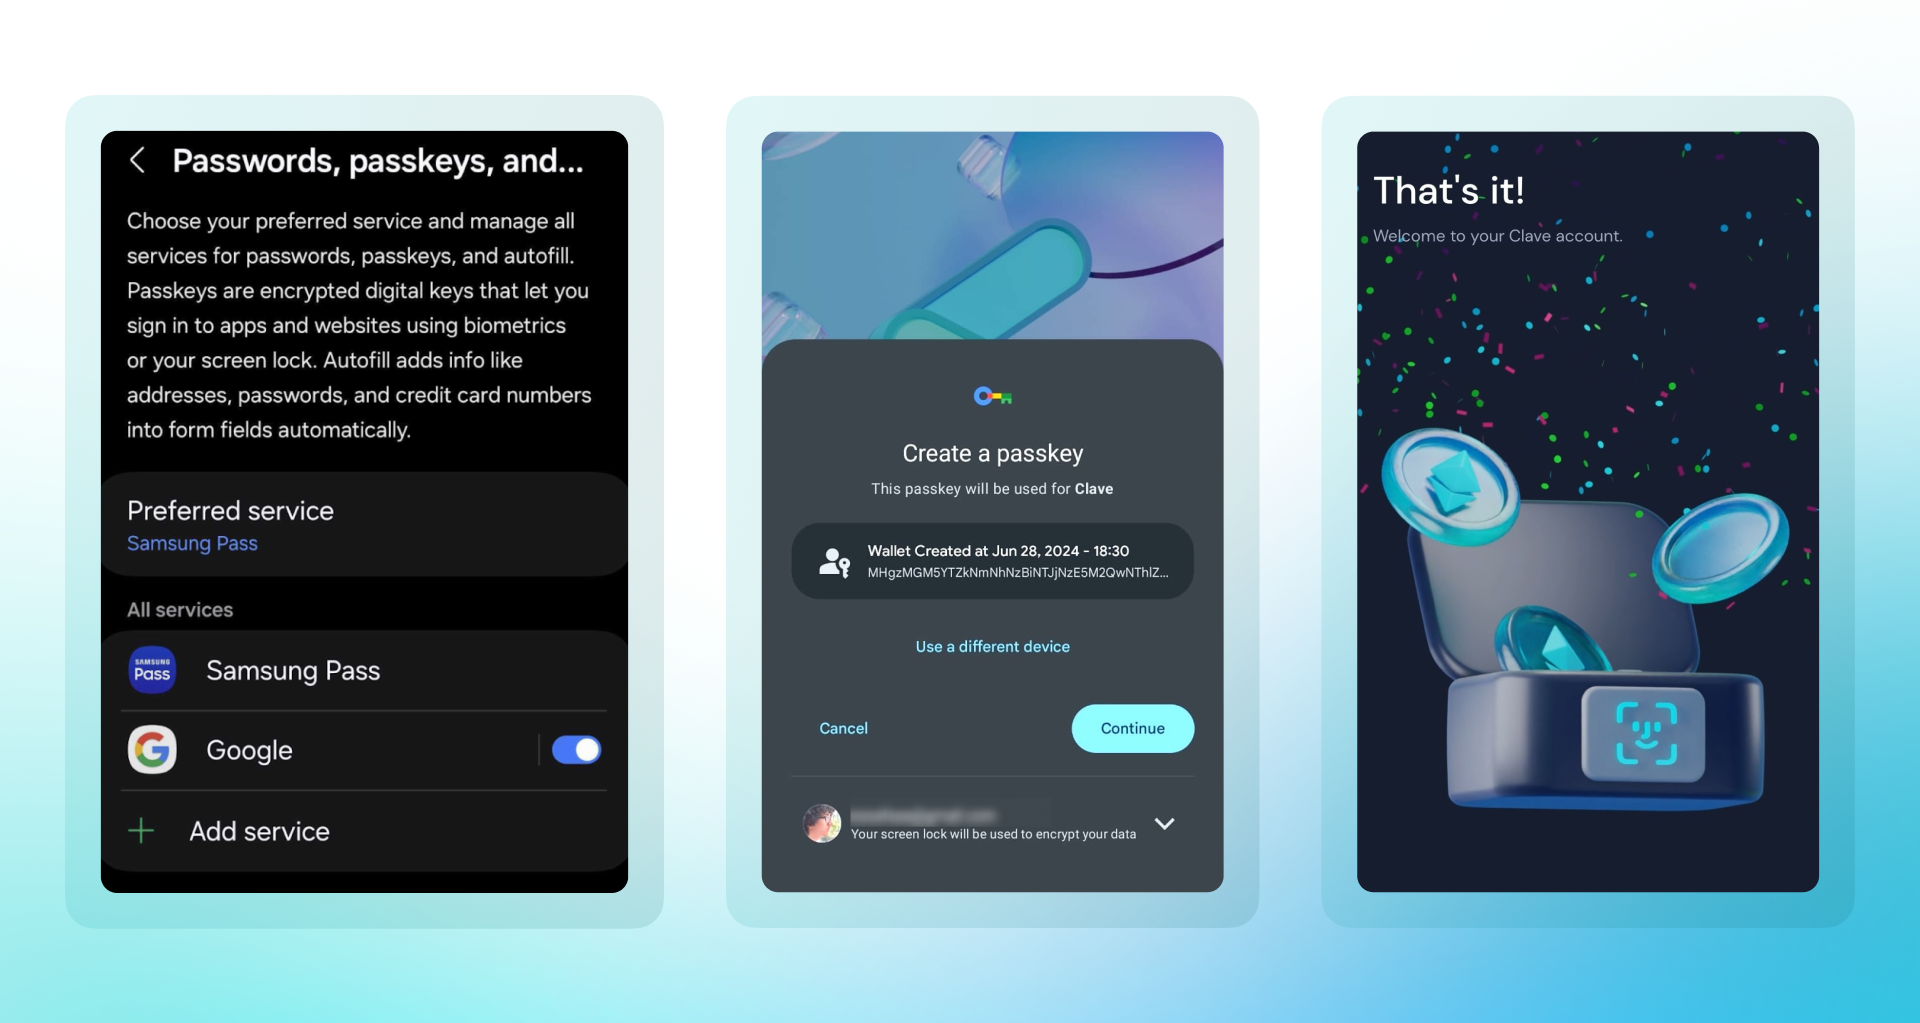 Passwords, passkeys, and...
Choose your preferred service and manage all
services for passwords, passkeys, and autofill.
Passkeys are encrypted digital keys that let you
sign in to apps and websites using biometrics
or your screen lock. Autofill adds info like
addresses, passwords, and credit card numbers
into form fields automatically.
Preferred service
Samsung Pass
All services
SAMSUNG
Pass
Samsung Pass
Google
Add service
Create a passkey
This passkey will be used for Clave
Wallet Created at Jun 28, 2024 - 18:30
MHgzMGM5YTZkNmNhNzBiNTJjNzE5M2QwNThlZ...
Use a different device
Cancel
Continue
Your screen lock will be used to encrypt your data
That's it!
Welcome to your Clave account.